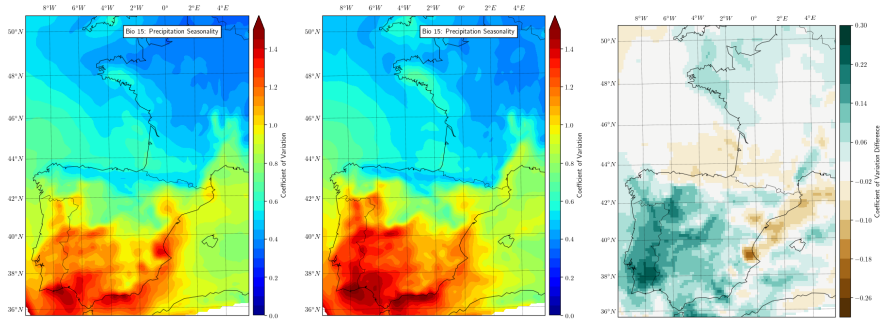 8°W 6°W 4°W 2°W 0°E 2°E 4°E
50°N
48°N
46°N
44°N
42°N
40°N
38°N
36°N
Bio 15: Precipitation Seasonality
1.4
1.2
1.0
0.8
0.6
0.4
0.2
0.0
Coefficient of Variation
8°W 6°W 4°W 2°W 0°E 2°E 4°E
50°N
48°N
46°N
44°N
42°N
40°N
38°N
36°N
Bio 15: Precipitation Seasonality
1.4
1.2
1.0
0.8
0.6
0.4
0.2
0.0
Coefficient of Variation
8°W 6°W 4°W 2°W 0°E 2°E 4°E
50°N
48°N
46°N
44°N
42°N
40°N
38°N
36°N
0.30
0.22
0.14
0.06
-0.02
-0.10
-0.18
-0.26
Coefficient of Variation Difference